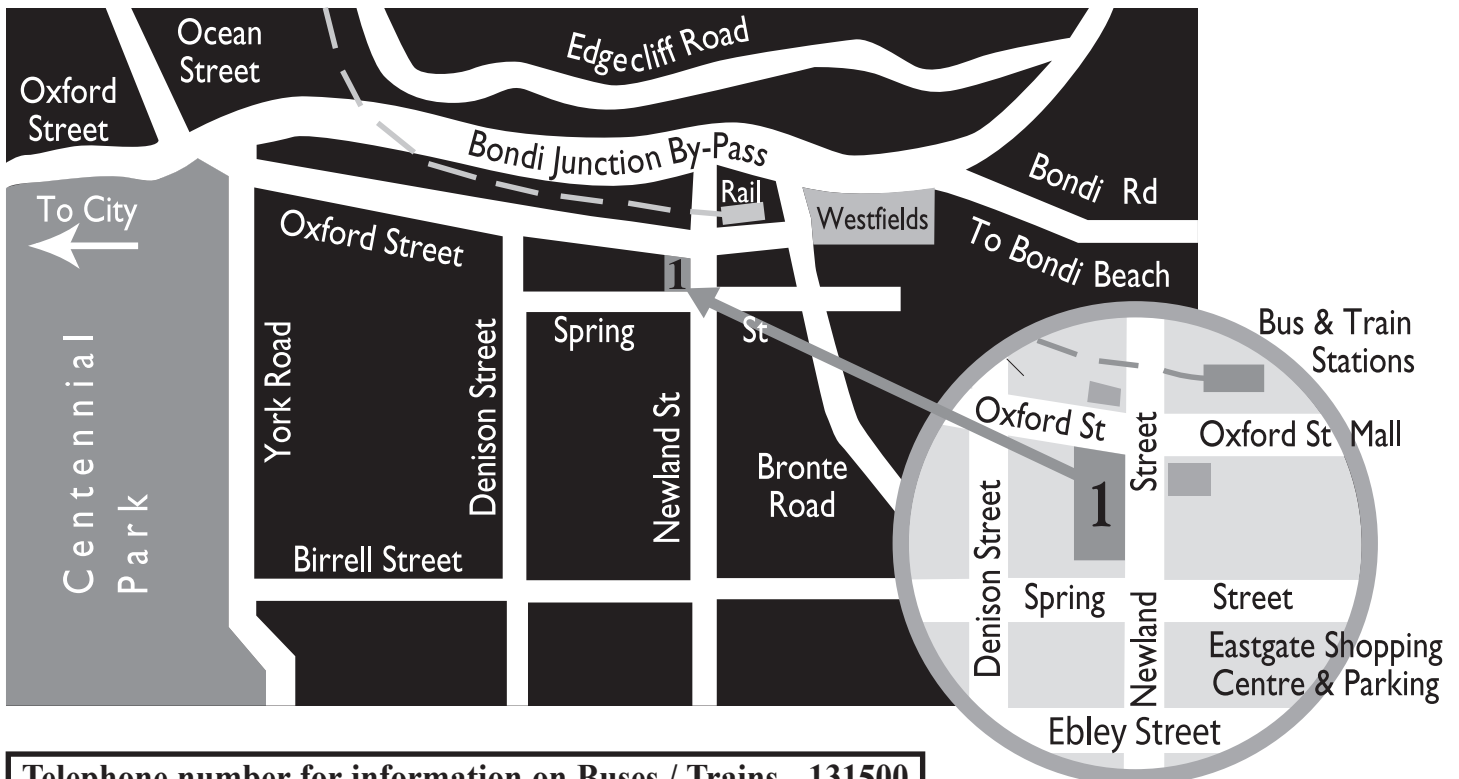 Ocean
Street
Edgecliff Road
Oxford
Street
Bondi Junction By-Pass
Bondi Rd
Rail
To City
Westfields
Oxford Street
To Bondi Beach
1
Spring St
Bus & Train
Stations
York Road
Denison Street
Newland St
Centennial
Park
Bronte
Road
Birrell Street
Oxford St
Oxford St Mall
1
Denison Street
Newland Street
Spring Street
Eastgate Shopping
Centre & Parking
Ebley Street
Telephone number for information on Buses / Trains 131500